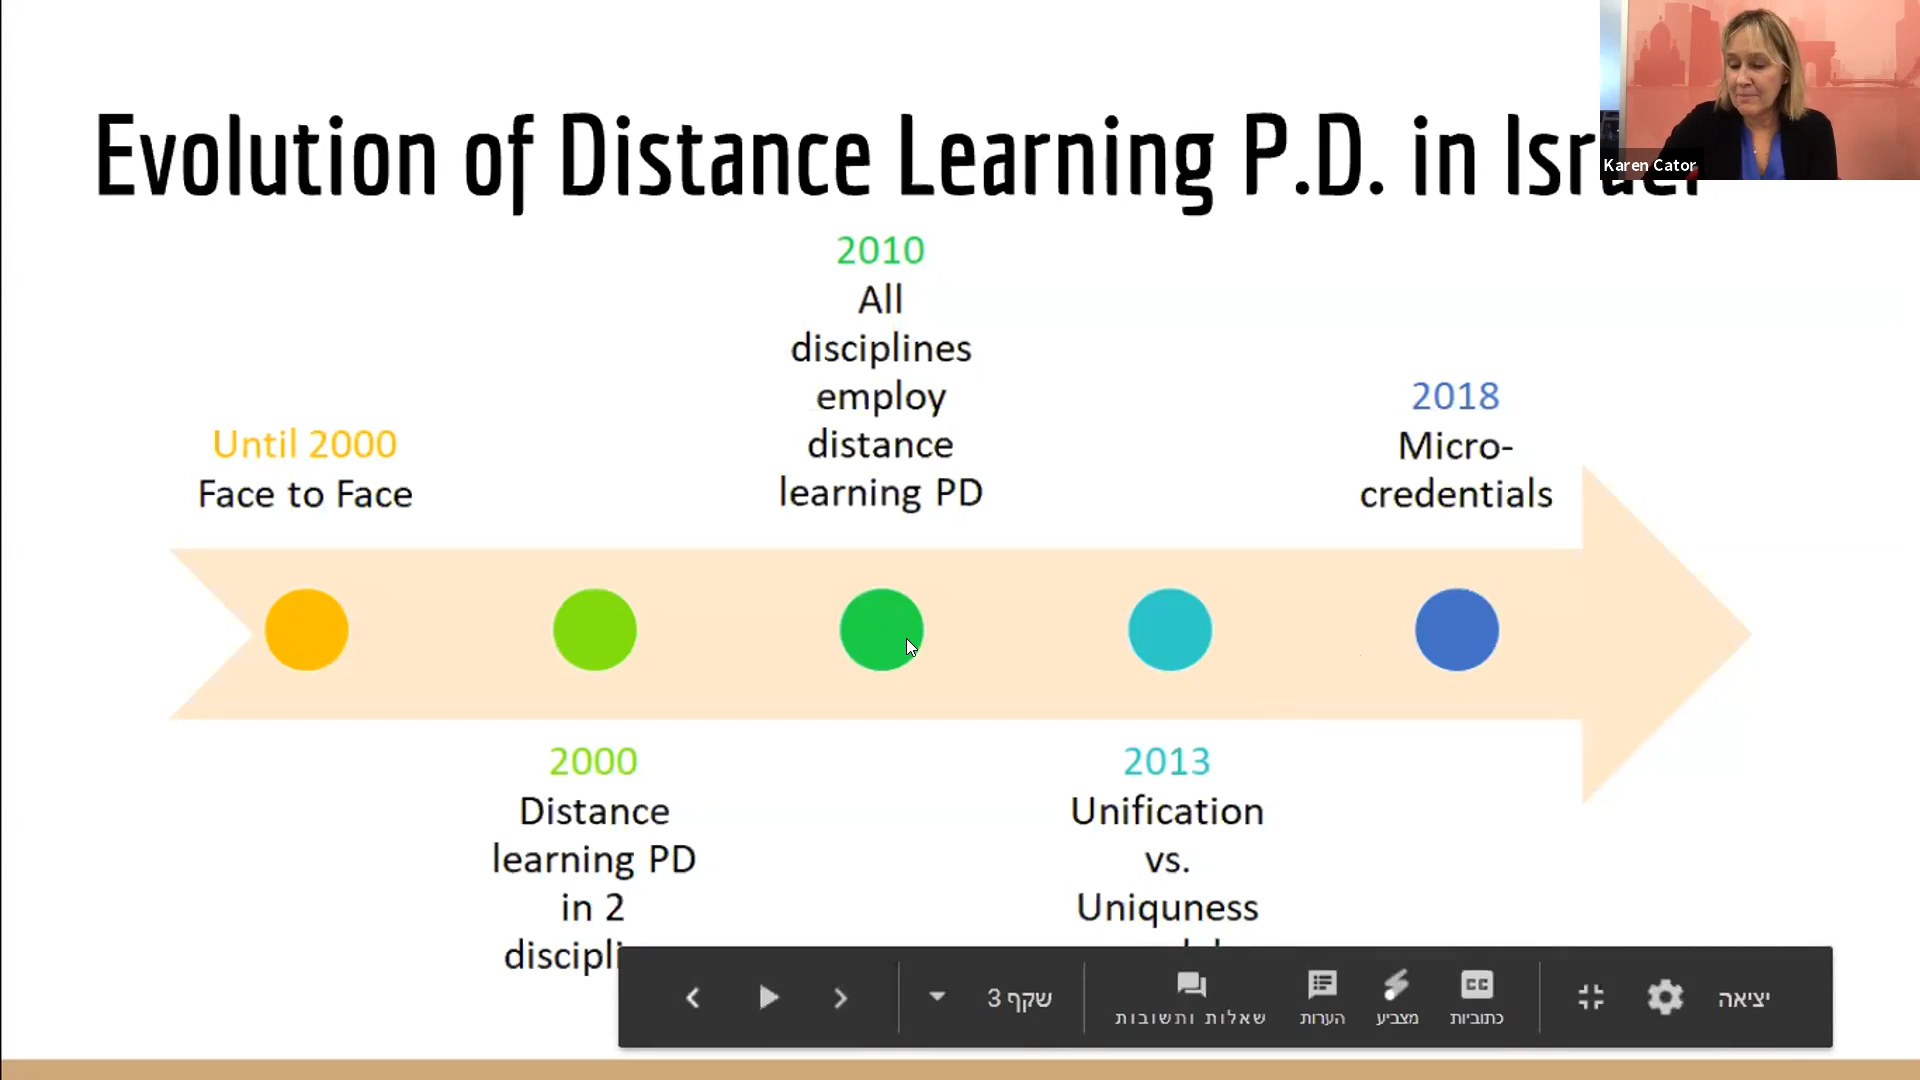 Evolution of Distance Learning P.D. in
Karen Cator
2010
All
disciplines
employ
distance
learning PD
2018
Micro-
credentials
Until 2000
Face to Face
2000
Distance
learning PD
in 2
2013
Unification
vs.
Uniquness
שקף 3
שאלות ותשובות
הערות
מצביע
כתוביות
יציאה